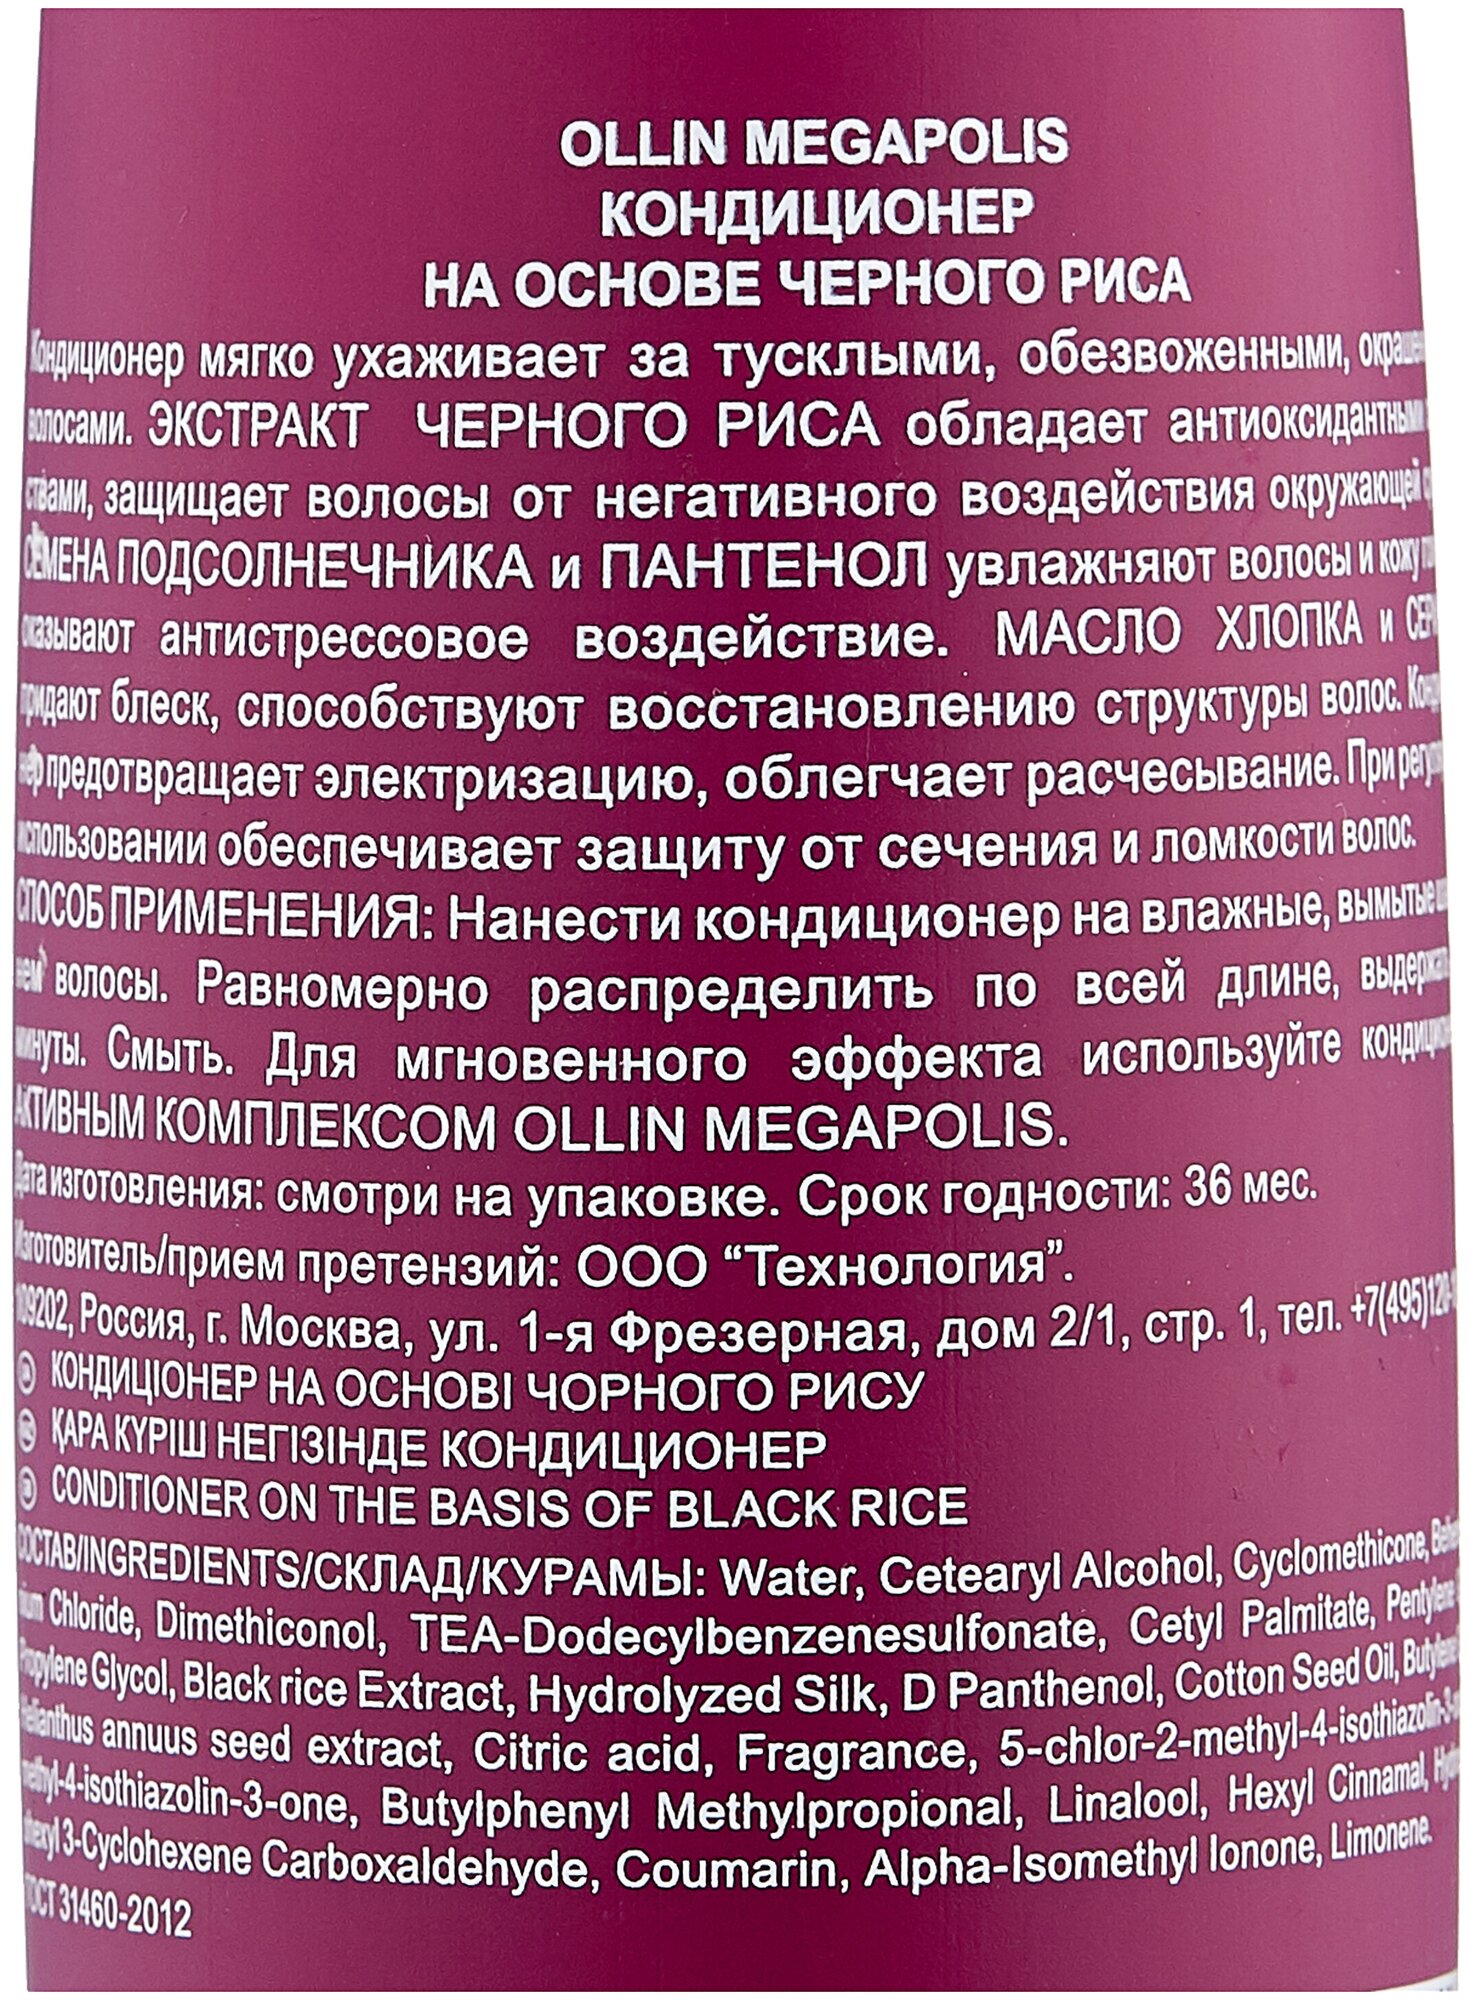 OLLIN MEGAPOLIS
КОНДИЦИОНЕР
НА ОСНОВЕ ЧЕРНОГО РИСА
Кондиционер мягко ухаживает за тусклыми, обезвоженными,
волосами. ЭКСТРАКТ ЧЕРНОГО РИСА обладает антиоксидантными
ствами, защищает волосы от негативного воздействия окружающей
СЕМЕНА ПОДСОЛНЕЧНИКА и ПАНТЕНОЛ увлажняют волосы и кожу
оказывают антистрессовое воздействие. МАСЛО ХЛОПКА и
придают блеск, способствуют восстановлению структуры волос.
нер предотвращает электризацию, облегчает расчесывание. При
использовании обеспечивает защиту от сечения и ломкости волос.
СПОСОБ ПРИМЕНЕНИЯ: Нанести кондиционер на влажные, вымытые
нем волосы. Равномерно распределить по всей длине, выдержать
минуты. Смыть. Для мгновенного эффекта используйте
АКТИВНЫМ КОМПЛЕКСОМ OLLIN MEGAPOLIS.
Дата изготовления: смотри на упаковке. Срок годности: 36 мес.
Изготовитель/прием претензий: ООО “Технология”.
109202, Россия, г. Москва, ул. 1-я Фрезерная, дом 2/1, стр. 1, тел.
КОНДИЦІОНЕР НА ОСНОВІ ЧОРНОГО РИСУ
ҚАРА КҮРІШ НЕГІЗІНДЕ КОНДИЦИОНЕР
CONDITIONER ON THE BASIS OF BLACK RICE
СОСТАВ/INGREDIENTS/СКЛАД/КУРАМЫ: Water, Cetearyl Alcohol, Cyclomethicone,
nium Chloride, Dimethiconol, TEA-Dodecylbenzenesulfonate, Cetyl Palmitate, Pentylene
Propylene Glycol, Black rice Extract, Hydrolyzed Silk, D Panthenol, Cotton Seed Oil, Butylene
Helianthus annuus seed extract, Citric acid, Fragrance, 5-chlor-2-methyl-4-isothiazolin-3-
methyl-4-isothiazolin-3-one, Butylphenyl Methylpropional, Linalool, Hexyl Cinnamal,
3-Cyclohexene Carboxaldehyde, Coumarin, Alpha-Isomethyl Ionone, Limonene.
ГОСТ 31460-2012